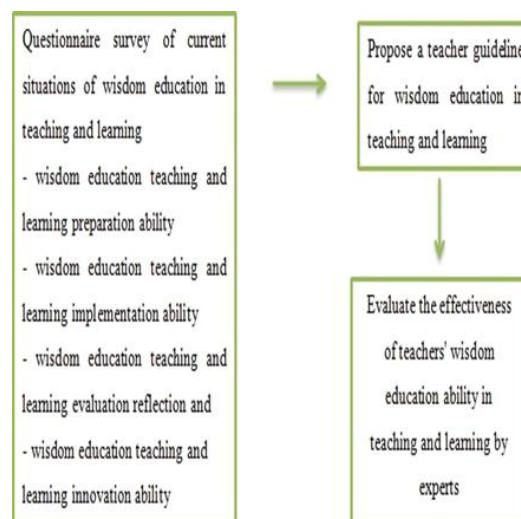 Questionnaire survey of current
situations of wisdom education in
teaching and learning
- wisdom education teaching and
learning preparation ability
- wisdom education teaching and
learning implementation ability
- wisdom education teaching and
learning evaluation reflection and
- wisdom education teaching and
learning innovation ability
Propose a teacher guideline
for wisdom education in
teaching and learning
Evaluate the effectiveness
of teachers' wisdom
education ability in
teaching and learning by
experts